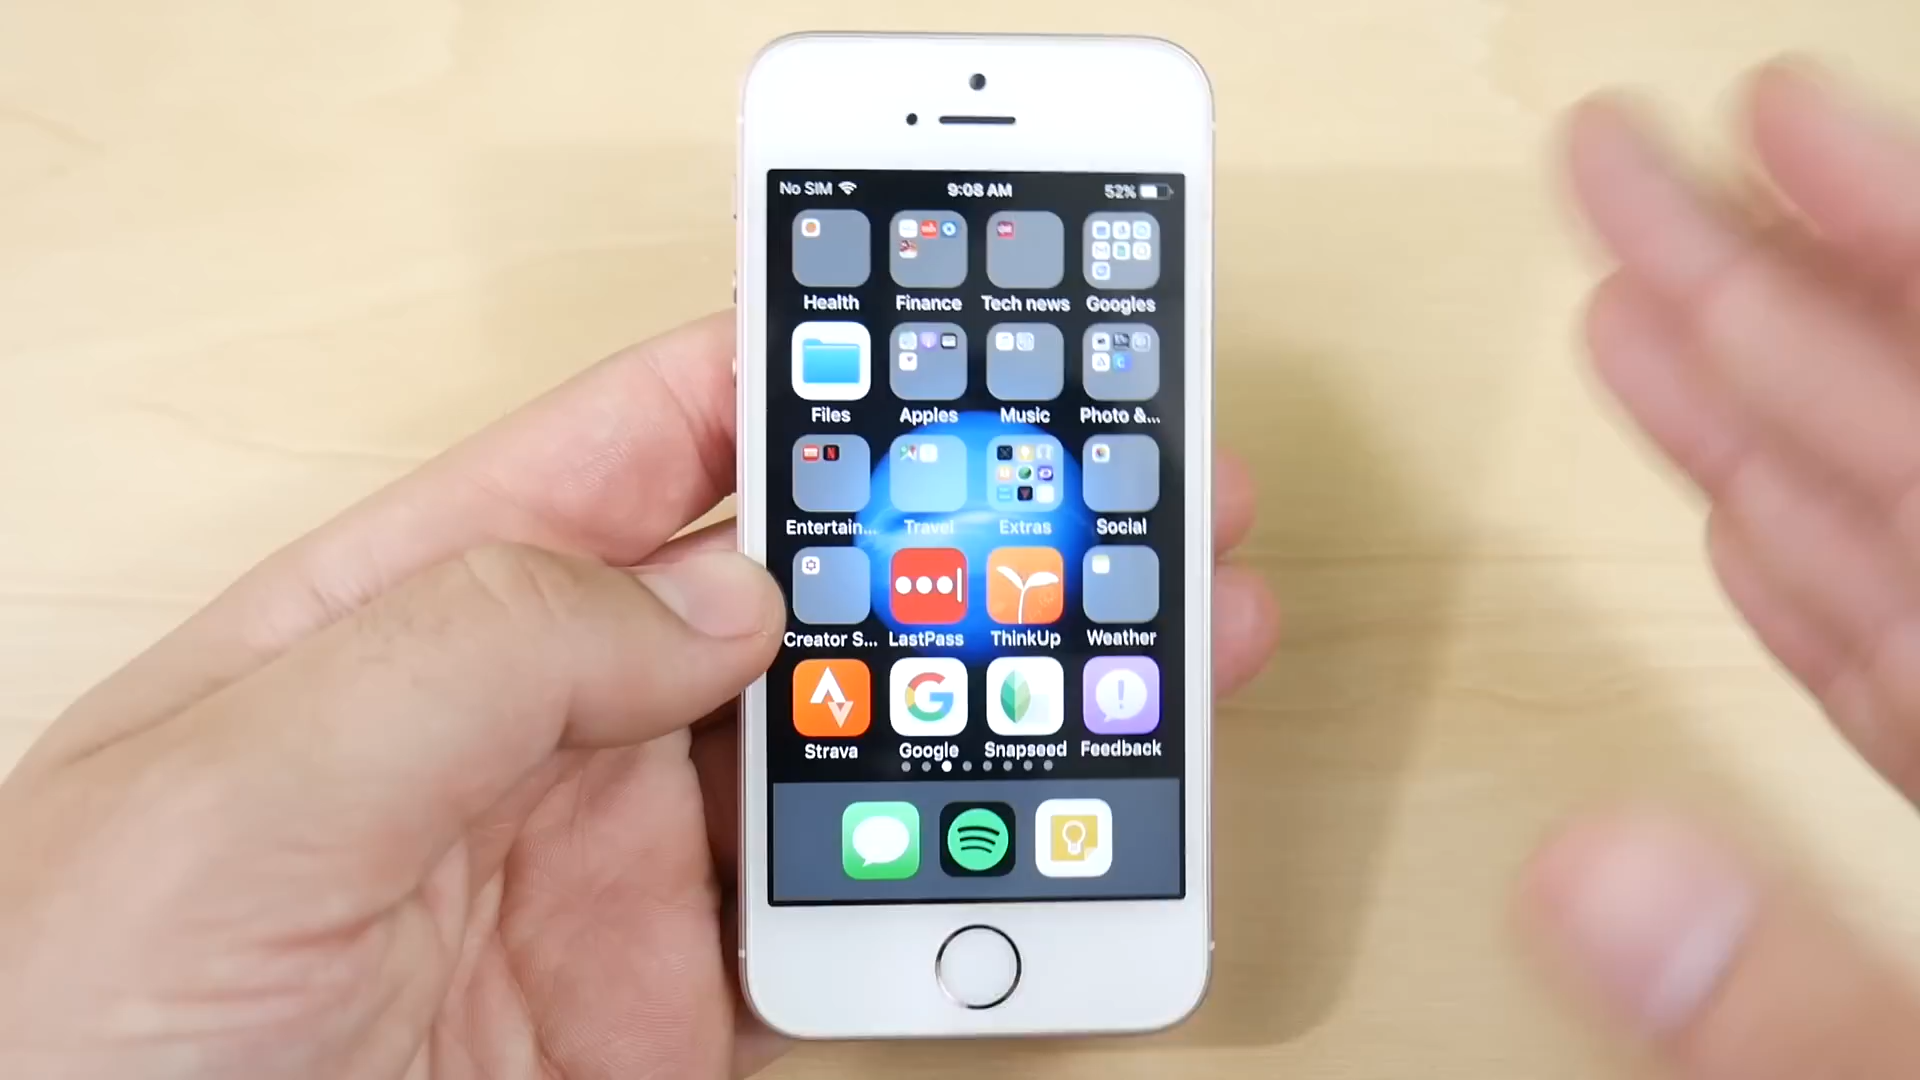 No SIM 9:08 AM 52%
Health Finance Tech news Googles
Files Apples Music Photo &...
Entertain... Travel Extras Social
Creator S... LastPass ThinkUp Weather
Strava Google Snapseed Feedback